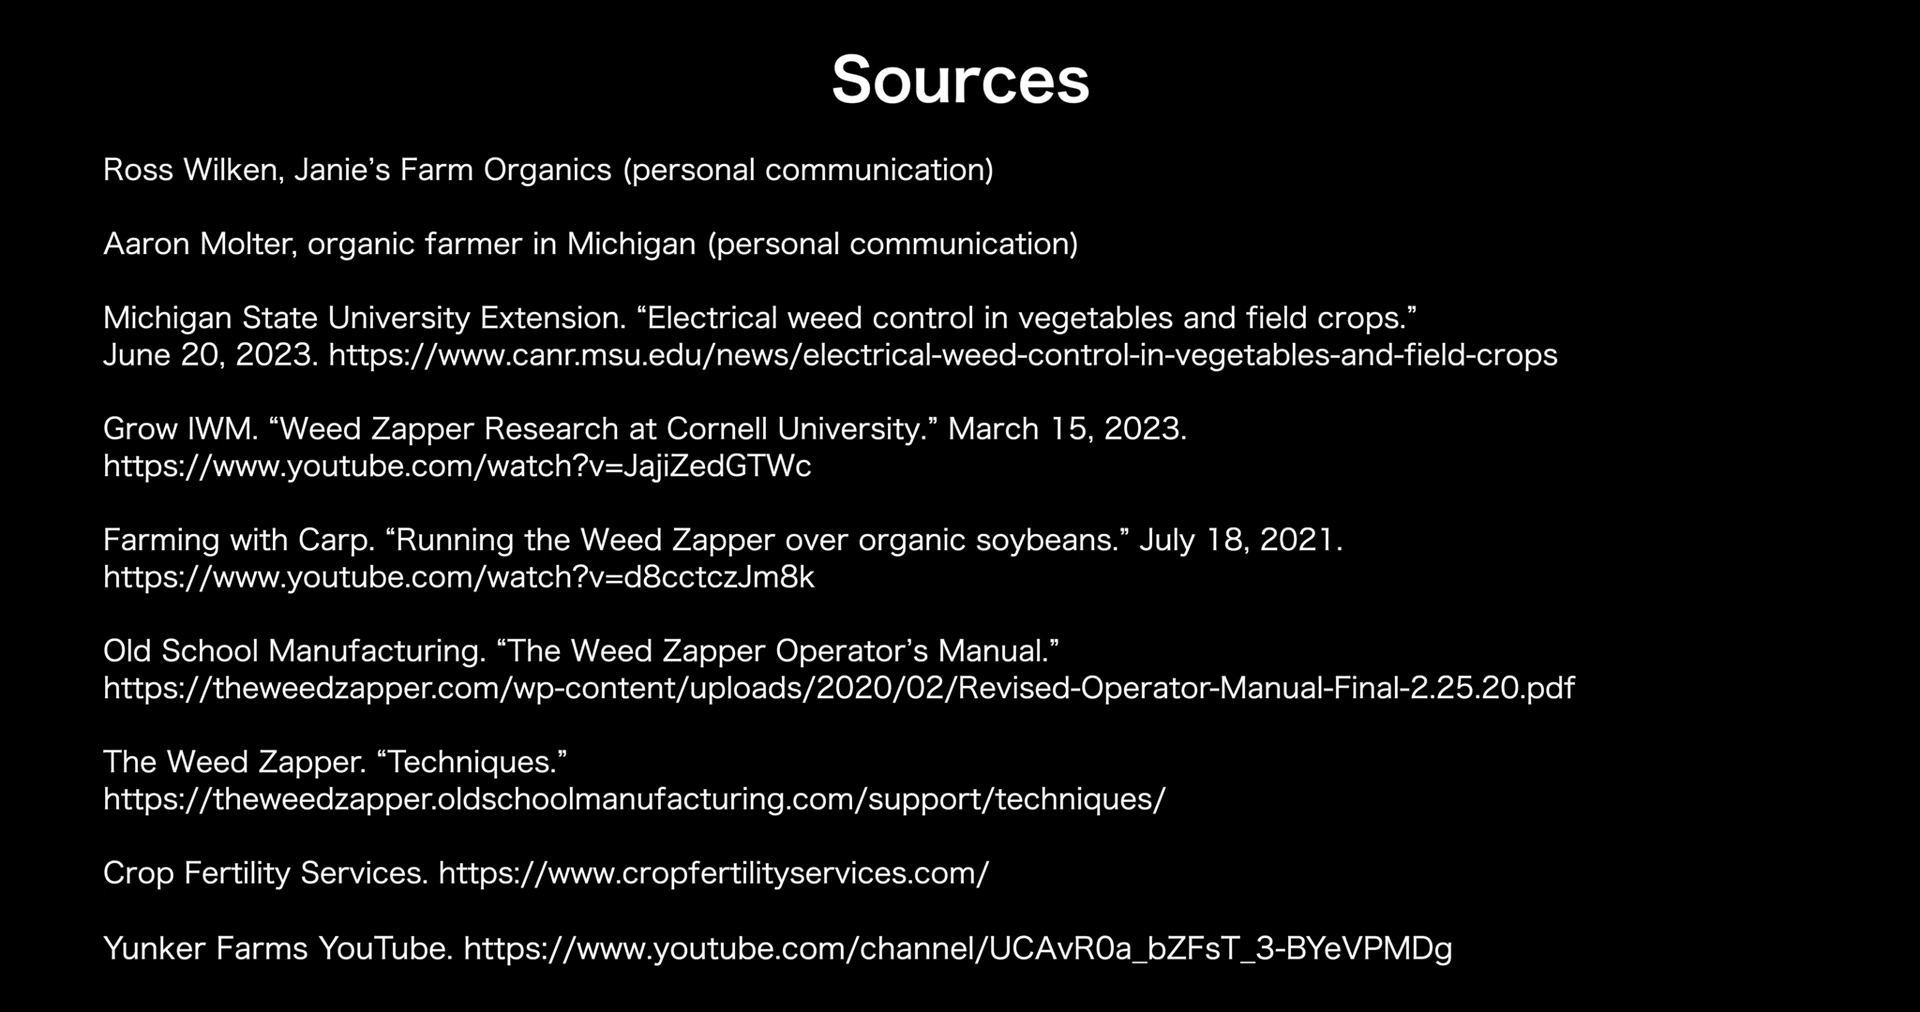 Sources
Ross Wilken, Janie’s Farm Organics (personal communication)
Aaron Molter, organic farmer in Michigan (personal communication)
Michigan State University Extension. “Electrical weed control in vegetables and field crops.”
June 20, 2023. https://www.canr.msu.edu/news/electrical-weed-control-in-vegetables-and-field-crops
Grow IWM. “Weed Zapper Research at Cornell University.” March 15, 2023.
https://www.youtube.com/watch?v=JajiZedGTWc
Farming with Carp. “Running the Weed Zapper over organic soybeans.” July 18, 2021.
https://www.youtube.com/watch?v=d8cctczJm8k
Old School Manufacturing. “The Weed Zapper Operator’s Manual.”
https://theweedzapper.com/wp-content/uploads/2020/02/Revised-Operator-Manual-Final-2.25.20.pdf
The Weed Zapper. “Techniques.”
https://theweedzapper.oldschoolmanufacturing.com/support/techniques/
Crop Fertility Services. https://www.cropfertilityservices.com/
Yunker Farms YouTube. https://www.youtube.com/channel/UCAvR0a_bZFsT_3-BYeVPMDg